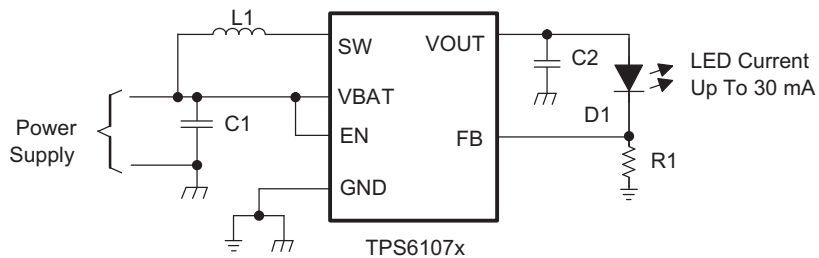 L1
SW
VOUT
C2
LED Current
Up To 30 mA
VBAT
D1
Power
Supply
C1
EN
FB
R1
GND
TPS6107x